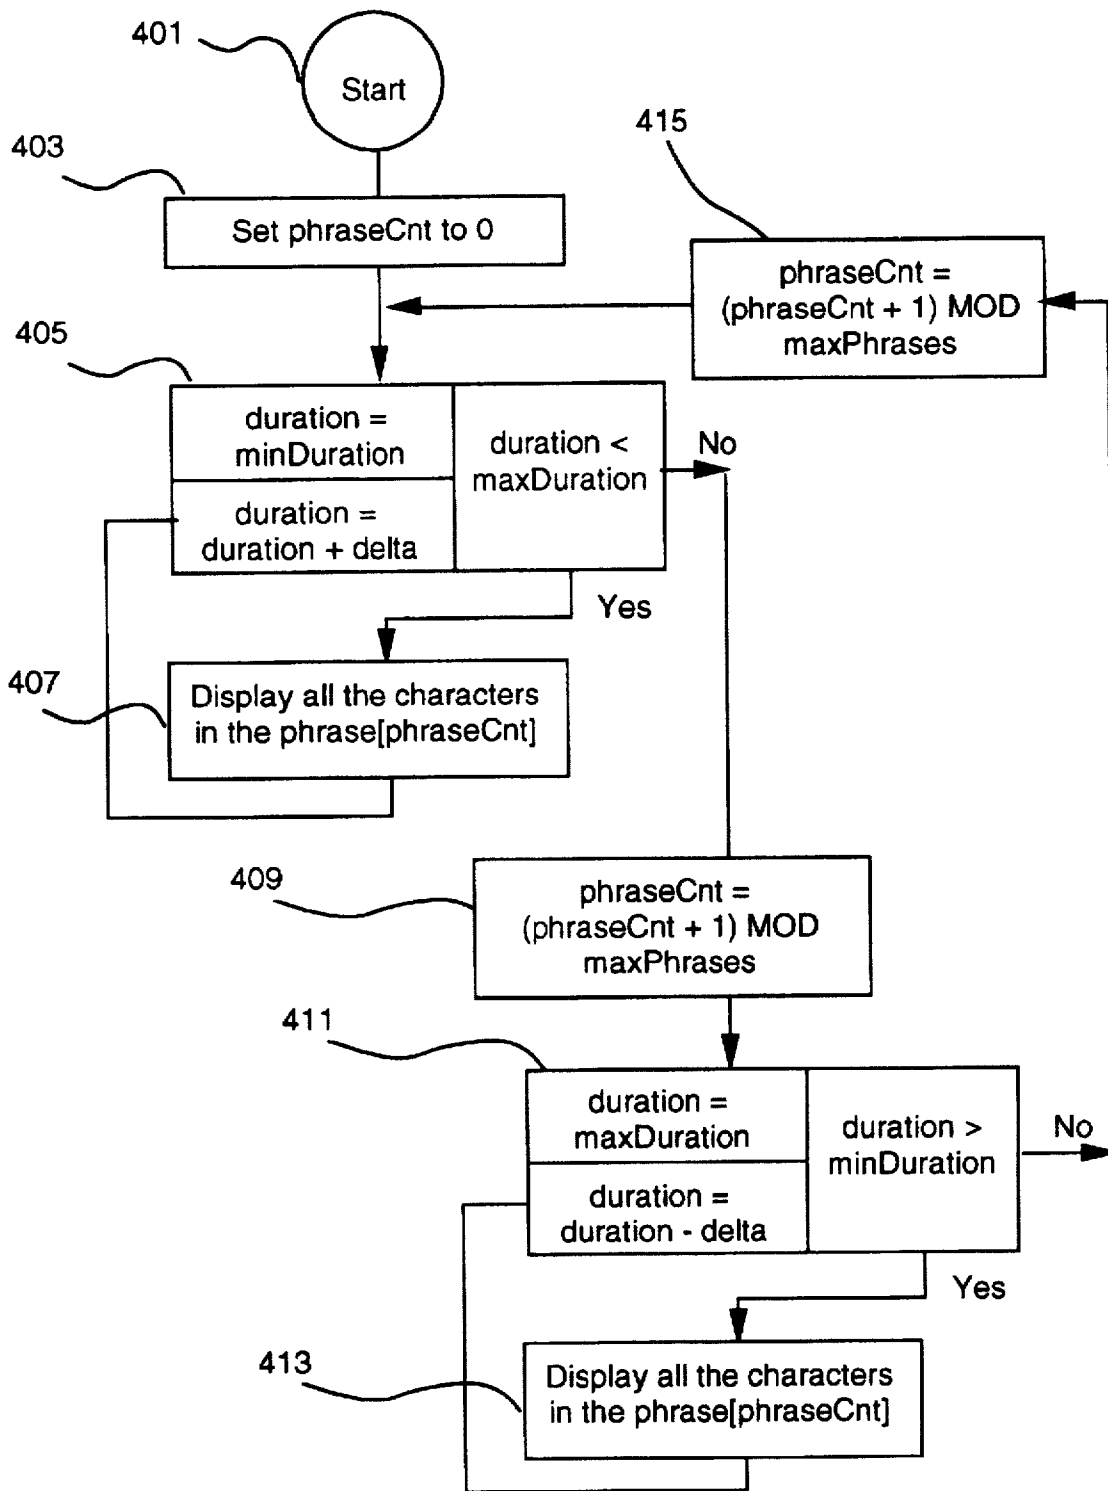 401
Start
403
Set phraseCnt to 0
415
phraseCnt =
(phraseCnt + 1) MOD
maxPhrases
405
duration =
minDuration
duration =
duration + delta
duration <
maxDuration
No
Yes
407
Display all the characters
in the phrase[phraseCnt]
409
phraseCnt =
(phraseCnt + 1) MOD
maxPhrases
411
duration =
maxDuration
duration =
duration - delta
duration >
minDuration
No
Yes
413
Display all the characters
in the phrase[phraseCnt]